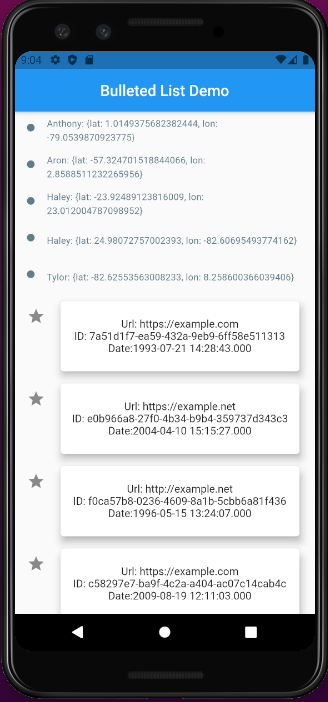 9:04
Bulleted List Demo
Anthony: {lat: 1.0149375682382444, lon:
-79.0539870923775}
Aron: {lat: -57.324701518844066, lon:
2.8588511232265956}
Haley: {lat: -23.92489123816009, lon:
23.012004787098952}
Haley: {lat: 24.98072757002393, lon: -82.60695494774162}
Tylor: {lat: -82.62553563008233, lon: 8.258600366039406}
Url: https://example.com
ID: 7a51d1f7-ea59-432a-9eb9-6ff58e511313
Date:1993-07-21 14:28:43.000
Url: https://example.net
ID: e0b966a8-27f0-4b34-b9b4-359737d343c3
Date:2004-04-10 15:15:27.000
Url: http://example.net
ID: f0ca57b8-0236-4609-8a1b-5cbb6a81f436
Date:1996-05-15 13:24:07.000
Url: https://example.com
ID: c58297e7-ba9f-4c2a-a404-ac07c14cab4c
Date:2009-08-19 12:11:03.000